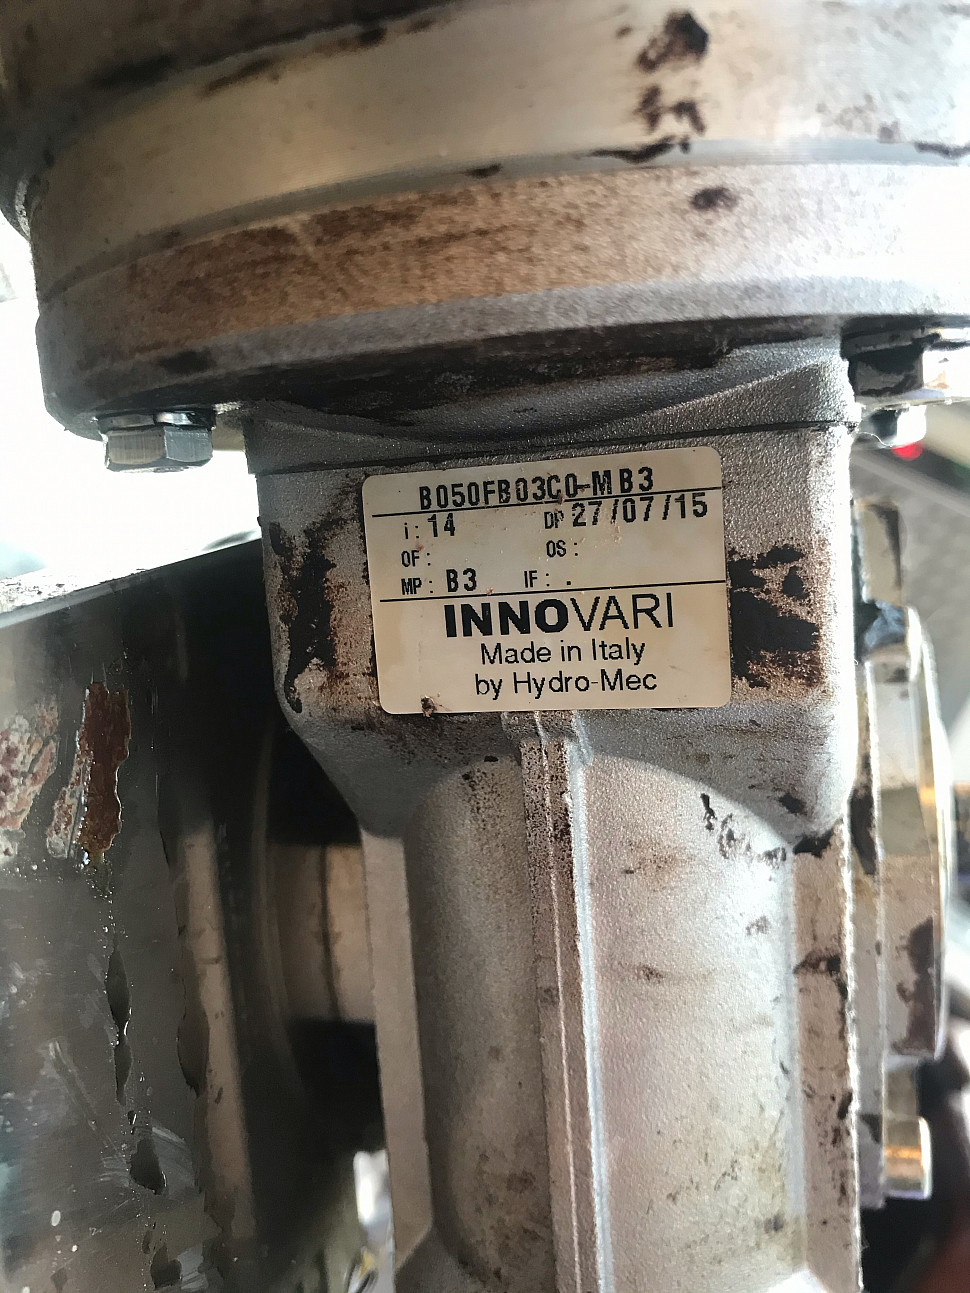 B050FB03C0-MB3
i: 14 DP 27/07/15
OF: OS:
MP: B3 IF: .
INNOVARI
Made in Italy
by Hydro-Mec